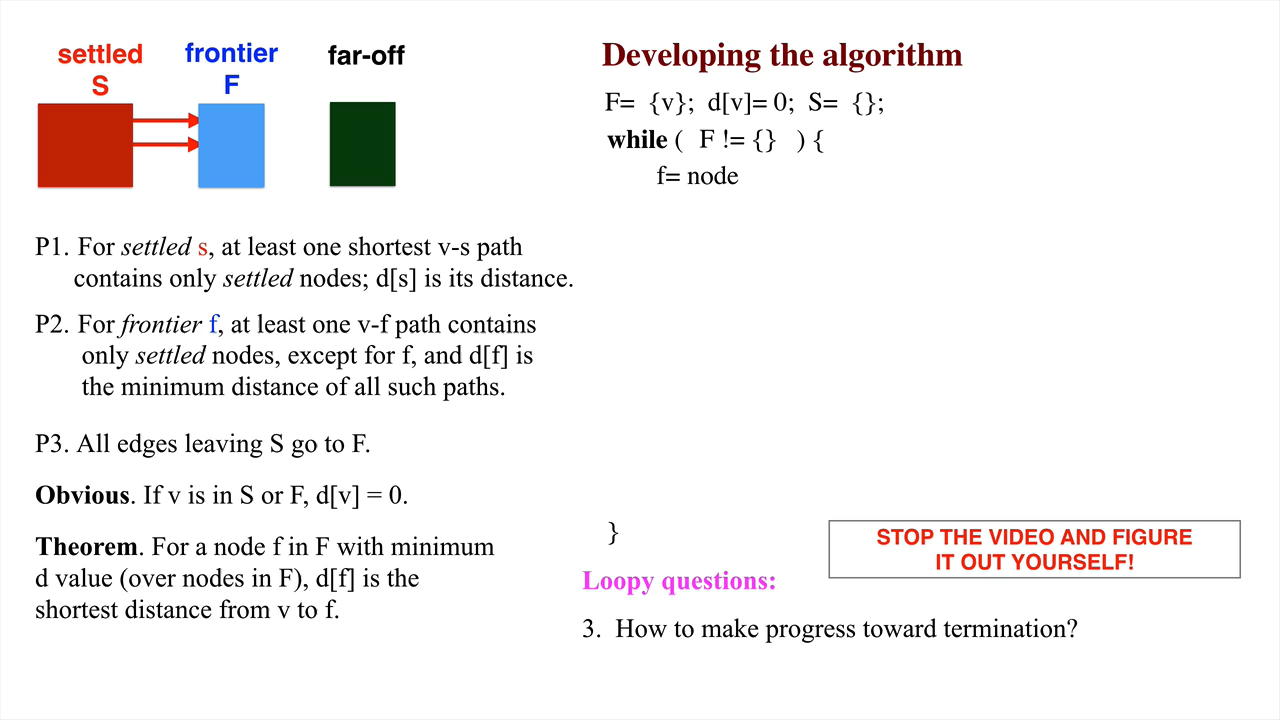 settled
S
frontier
F
far-off
P1. For settled s, at least one shortest v-s path
contains only settled nodes; d[s] is its distance.
P2. For frontier f, at least one v-f path contains
only settled nodes, except for f, and d[f] is
the minimum distance of all such paths.
P3. All edges leaving S go to F.
Obvious. If v is in S or F, d[v] = 0.
Theorem. For a node f in F with minimum
d value (over nodes in F), d[f] is the
shortest distance from v to f.
Developing the algorithm
F= {v}; d[v]= 0; S= {};
while ( F != {} ) {
f= node
}
STOP THE VIDEO AND FIGURE
IT OUT YOURSELF!
Loopy questions:
3. How to make progress toward termination?